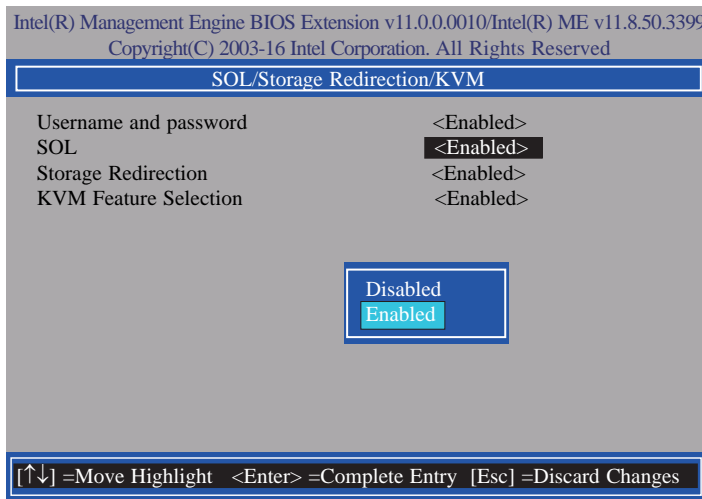 Intel(R) Management Engine BIOS Extension v11.0.0.0010/Intel(R) ME v11.8.50.3399
Copyright(C) 2003-16 Intel Corporation. All Rights Reserved
SOL/Storage Redirection/KVM
Username and password <Enabled>
SOL <Enabled>
Storage Redirection <Enabled>
KVM Feature Selection <Enabled>
Disabled
Enabled
[↑↓] =Move Highlight <Enter> =Complete Entry [Esc] =Discard Changes